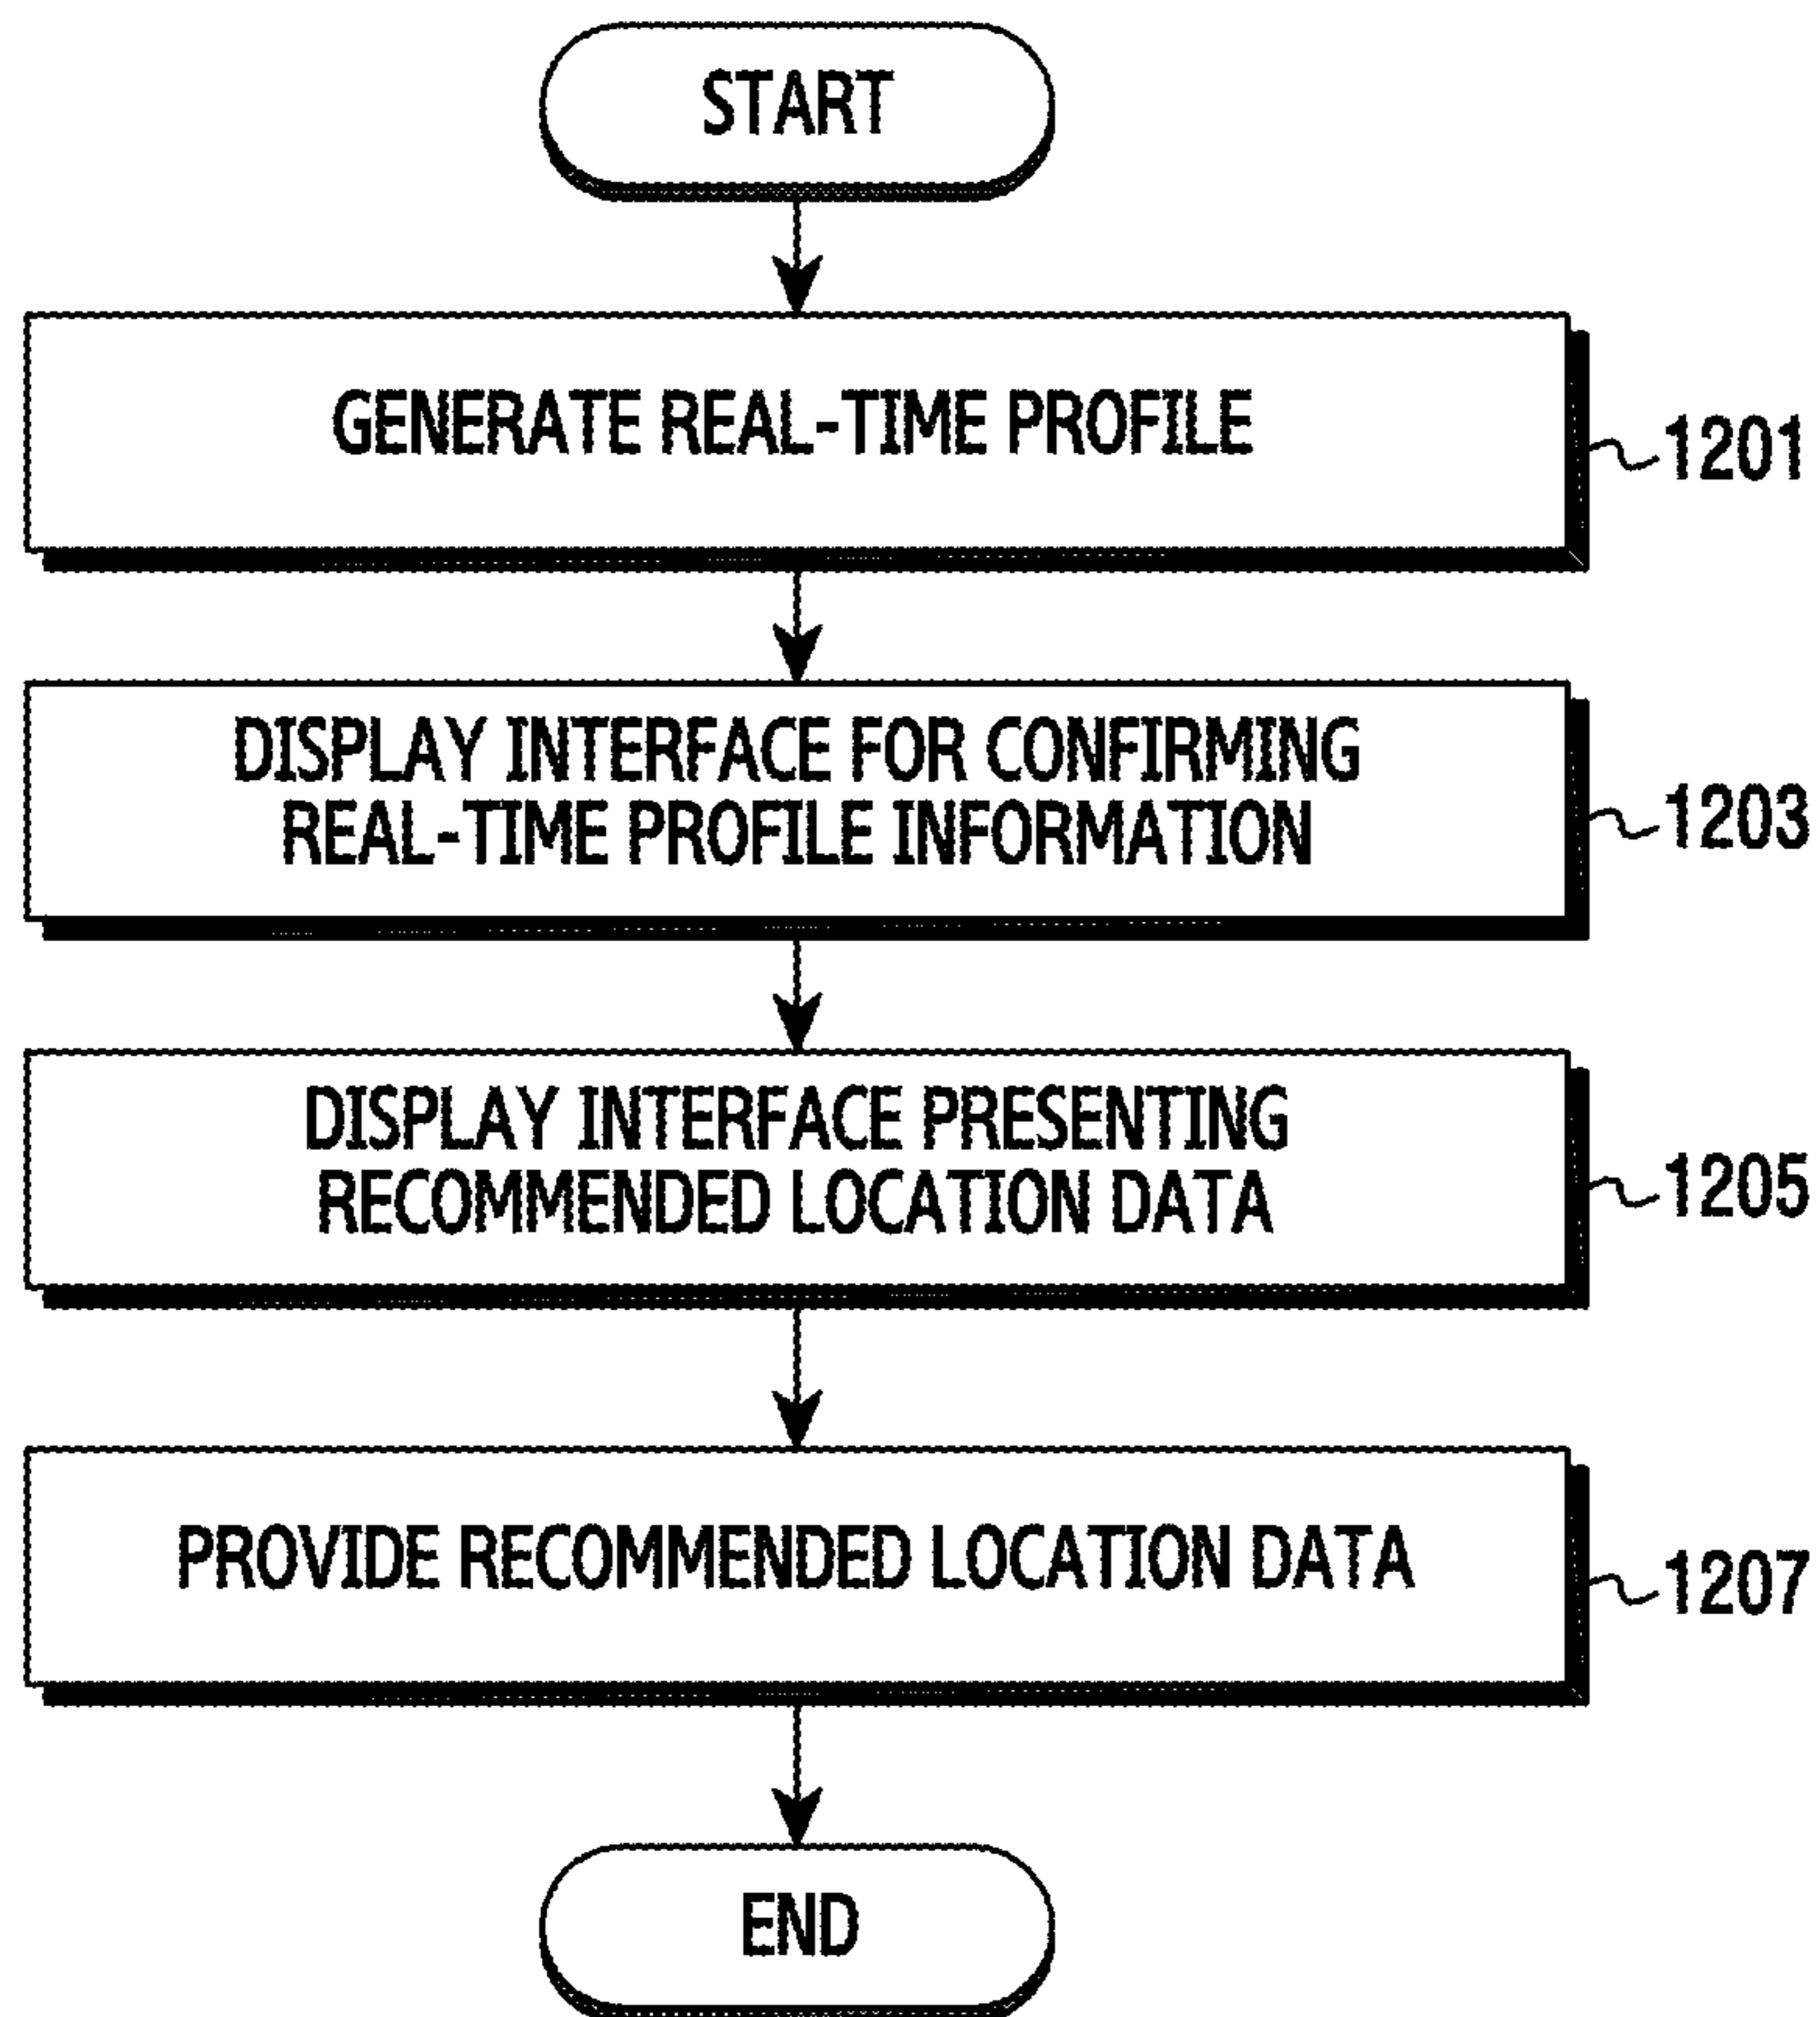 START
GENERATE REAL-TIME PROFILE
1201
DISPLAY INTERFACE FOR CONFIRMING
REAL-TIME PROFILE INFORMATION
1203
DISPLAY INTERFACE PRESENTING
RECOMMENDED LOCATION DATA
1205
PROVIDE RECOMMENDED LOCATION DATA
1207
END